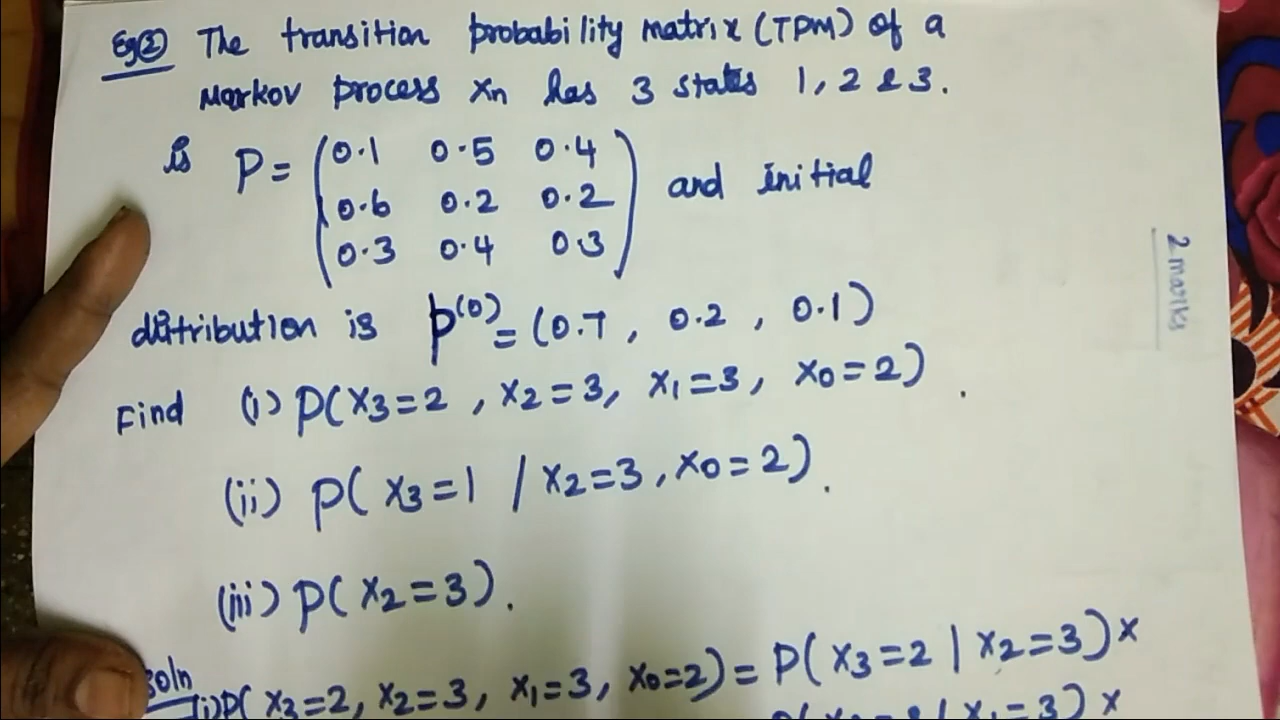 Eg② The transition probability matrix (TPM) of a
Markov process Xn has 3 states 1, 2 & 3.
is P = (0.1 0.5 0.4
0.6 0.2 0.2
0.3 0.4 0.3) and initial
distribution is p(0) = (0.7, 0.2, 0.1)
Find (i) P(X3=2, X2=3, X1=3, X0=2).
(ii) P(X3=1 / X2=3, X0=2).
(iii) P(X2=3).
Soln
(i) P(X3=2, X2=3, X1=3, X0=2) = P(X3=2 | X2=3) ×
2 marks